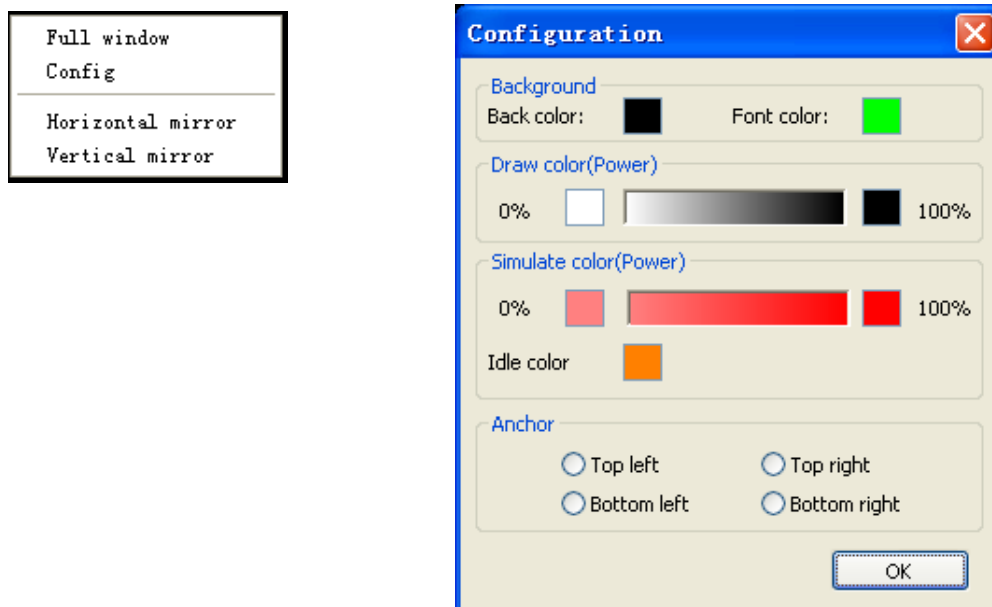 Full window
Config
Horizontal mirror
Vertical mirror
Configuration
Background
Back color: Font color:
Draw color(Power)
0% 100%
Simulate color(Power)
0% 100%
Idle color
Anchor
Top left Top right
Bottom left Bottom right
OK